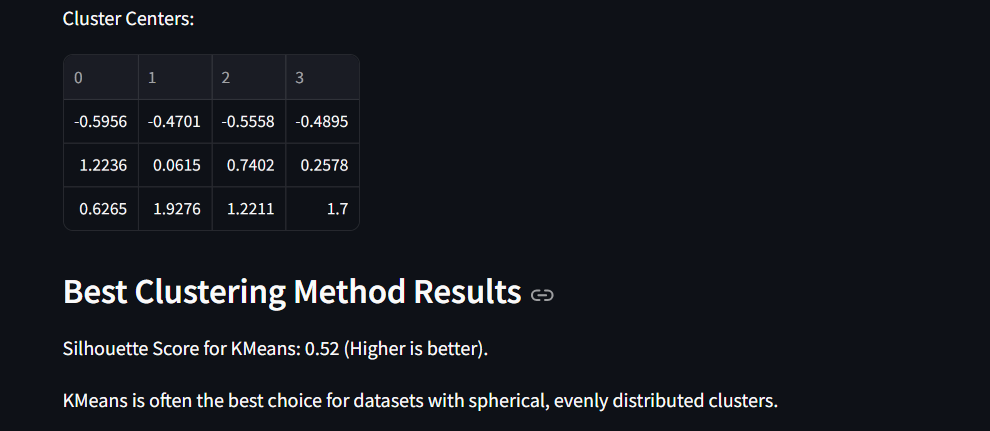 Cluster Centers:
0 1 2 3
-0.5956 -0.4701 -0.5558 -0.4895
1.2236 0.0615 0.7402 0.2578
0.6265 1.9276 1.2211 1.7
Best Clustering Method Results
Silhouette Score for KMeans: 0.52 (Higher is better).
KMeans is often the best choice for datasets with spherical, evenly distributed clusters.